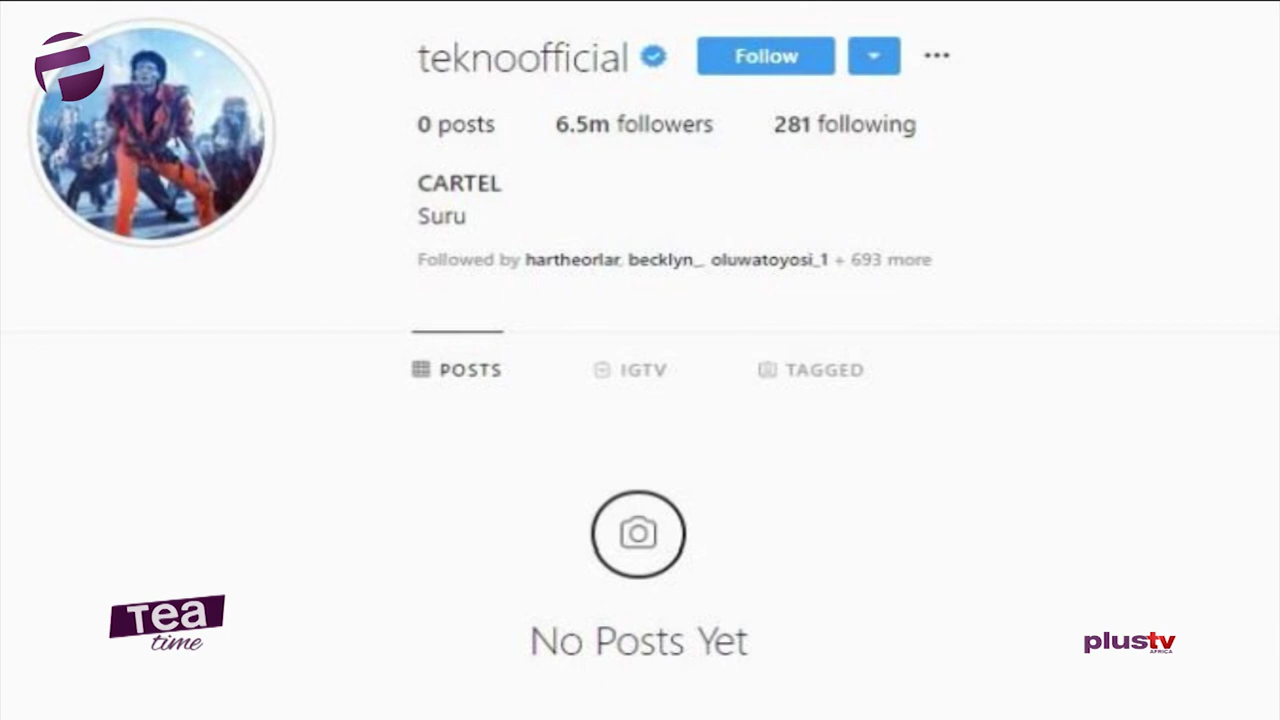 teknoofficial Follow
0 posts 6.5m followers 281 following
CARTEL
Suru
Followed by hartheorlar, becklyn_, oluwatoyosi_1 + 693 more
POSTS IGTV TAGGED
No Posts Yet
Tea
time
plustv
AFRICA